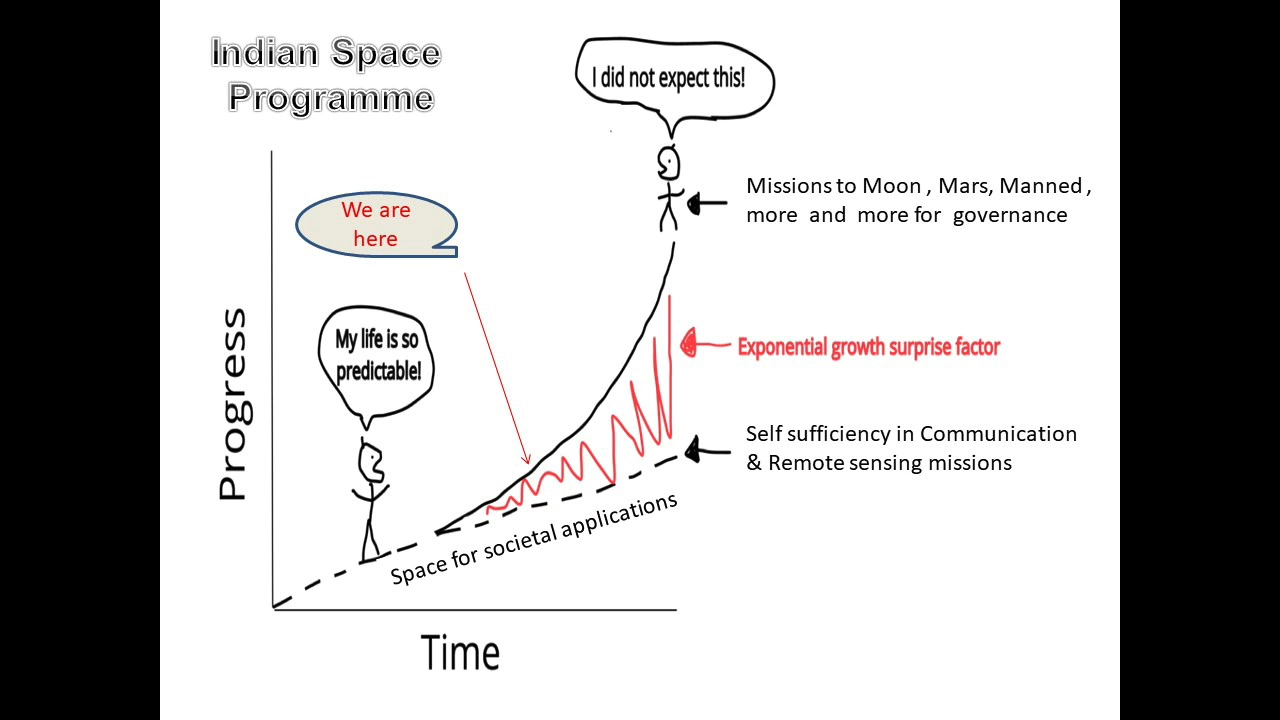 Indian Space
Programme
I did not expect this!
Missions to Moon , Mars, Manned ,
more and more for governance
We are
here
My life is so
predictable!
Exponential growth surprise factor
Self sufficiency in Communication
& Remote sensing missions
Space for societal applications
Progress
Time